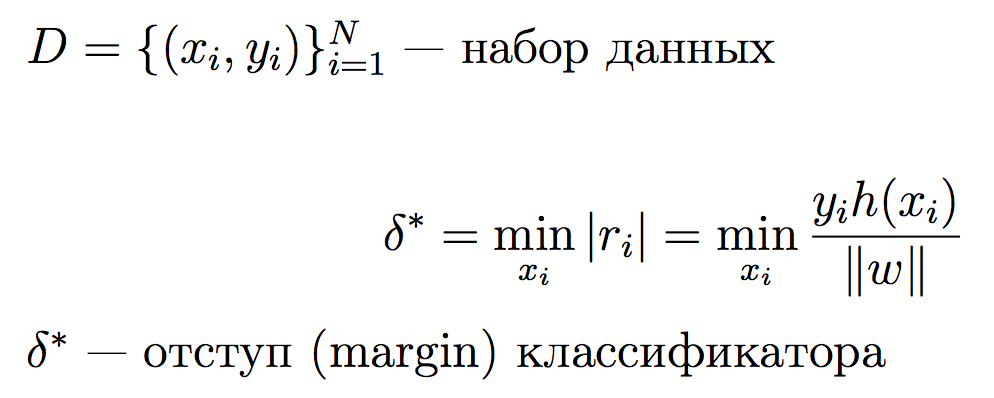 D = {(x_i, y_i)}_{i=1}^N — набор данных
δ* = min_{x_i} |r_i| = min_{x_i} y_i h(x_i) / ||w||
δ* — отступ (margin) классификатора